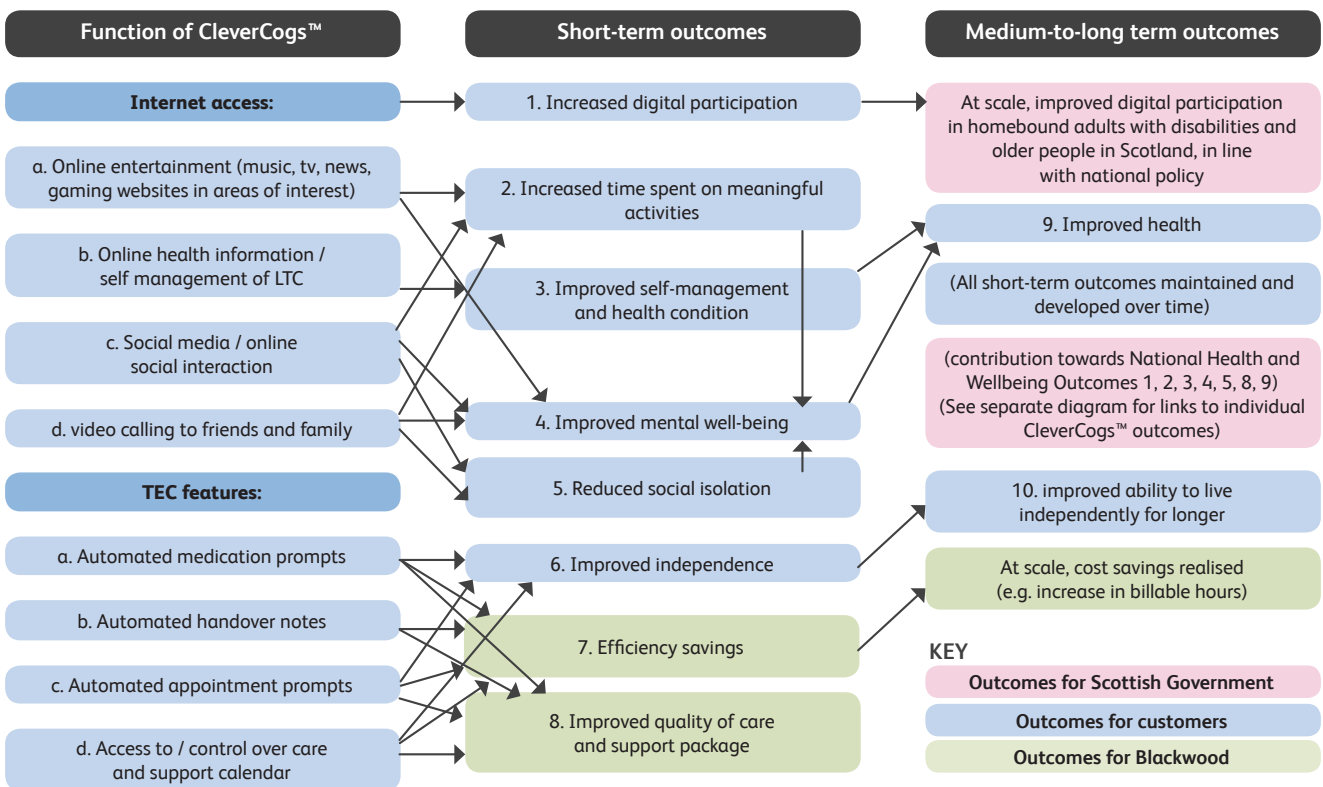 Function of CleverCogs™
Internet access:
a. Online entertainment (music, tv, news,
gaming websites in areas of interest)
b. Online health information /
self management of LTC
c. Social media / online
social interaction
d. video calling to friends and family
TEC features:
a. Automated medication prompts
b. Automated handover notes
c. Automated appointment prompts
d. Access to / control over care
and support calendar
Short-term outcomes
1. Increased digital participation
2. Increased time spent on meaningful
activities
3. Improved self-management
and health condition
4. Improved mental well-being
5. Reduced social isolation
6. Improved independence
7. Efficiency savings
8. Improved quality of care
and support package
Medium-to-long term outcomes
At scale, improved digital participation
in homebound adults with disabilities and
older people in Scotland, in line
with national policy
9. Improved health
(All short-term outcomes maintained and
developed over time)
(contribution towards National Health and
Wellbeing Outcomes 1, 2, 3, 4, 5, 8, 9)
(See separate diagram for links to individual
CleverCogs™ outcomes)
10. improved ability to live
independently for longer
At scale, cost savings realised
(e.g. increase in billable hours)
KEY
Outcomes for Scottish Government
Outcomes for customers
Outcomes for Blackwood